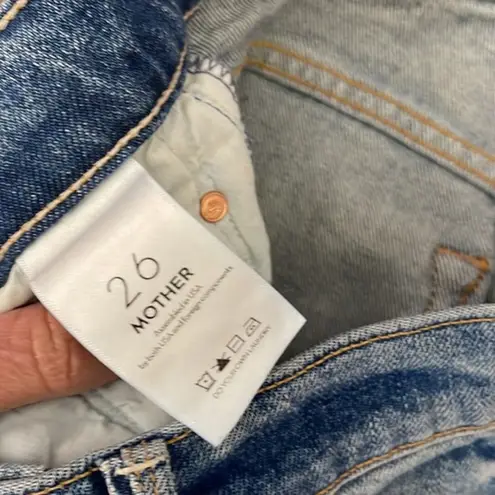 26
MOTHER
Assembled in USA
by both USA and foreign components
DO YOUR OWN LAUNDRY